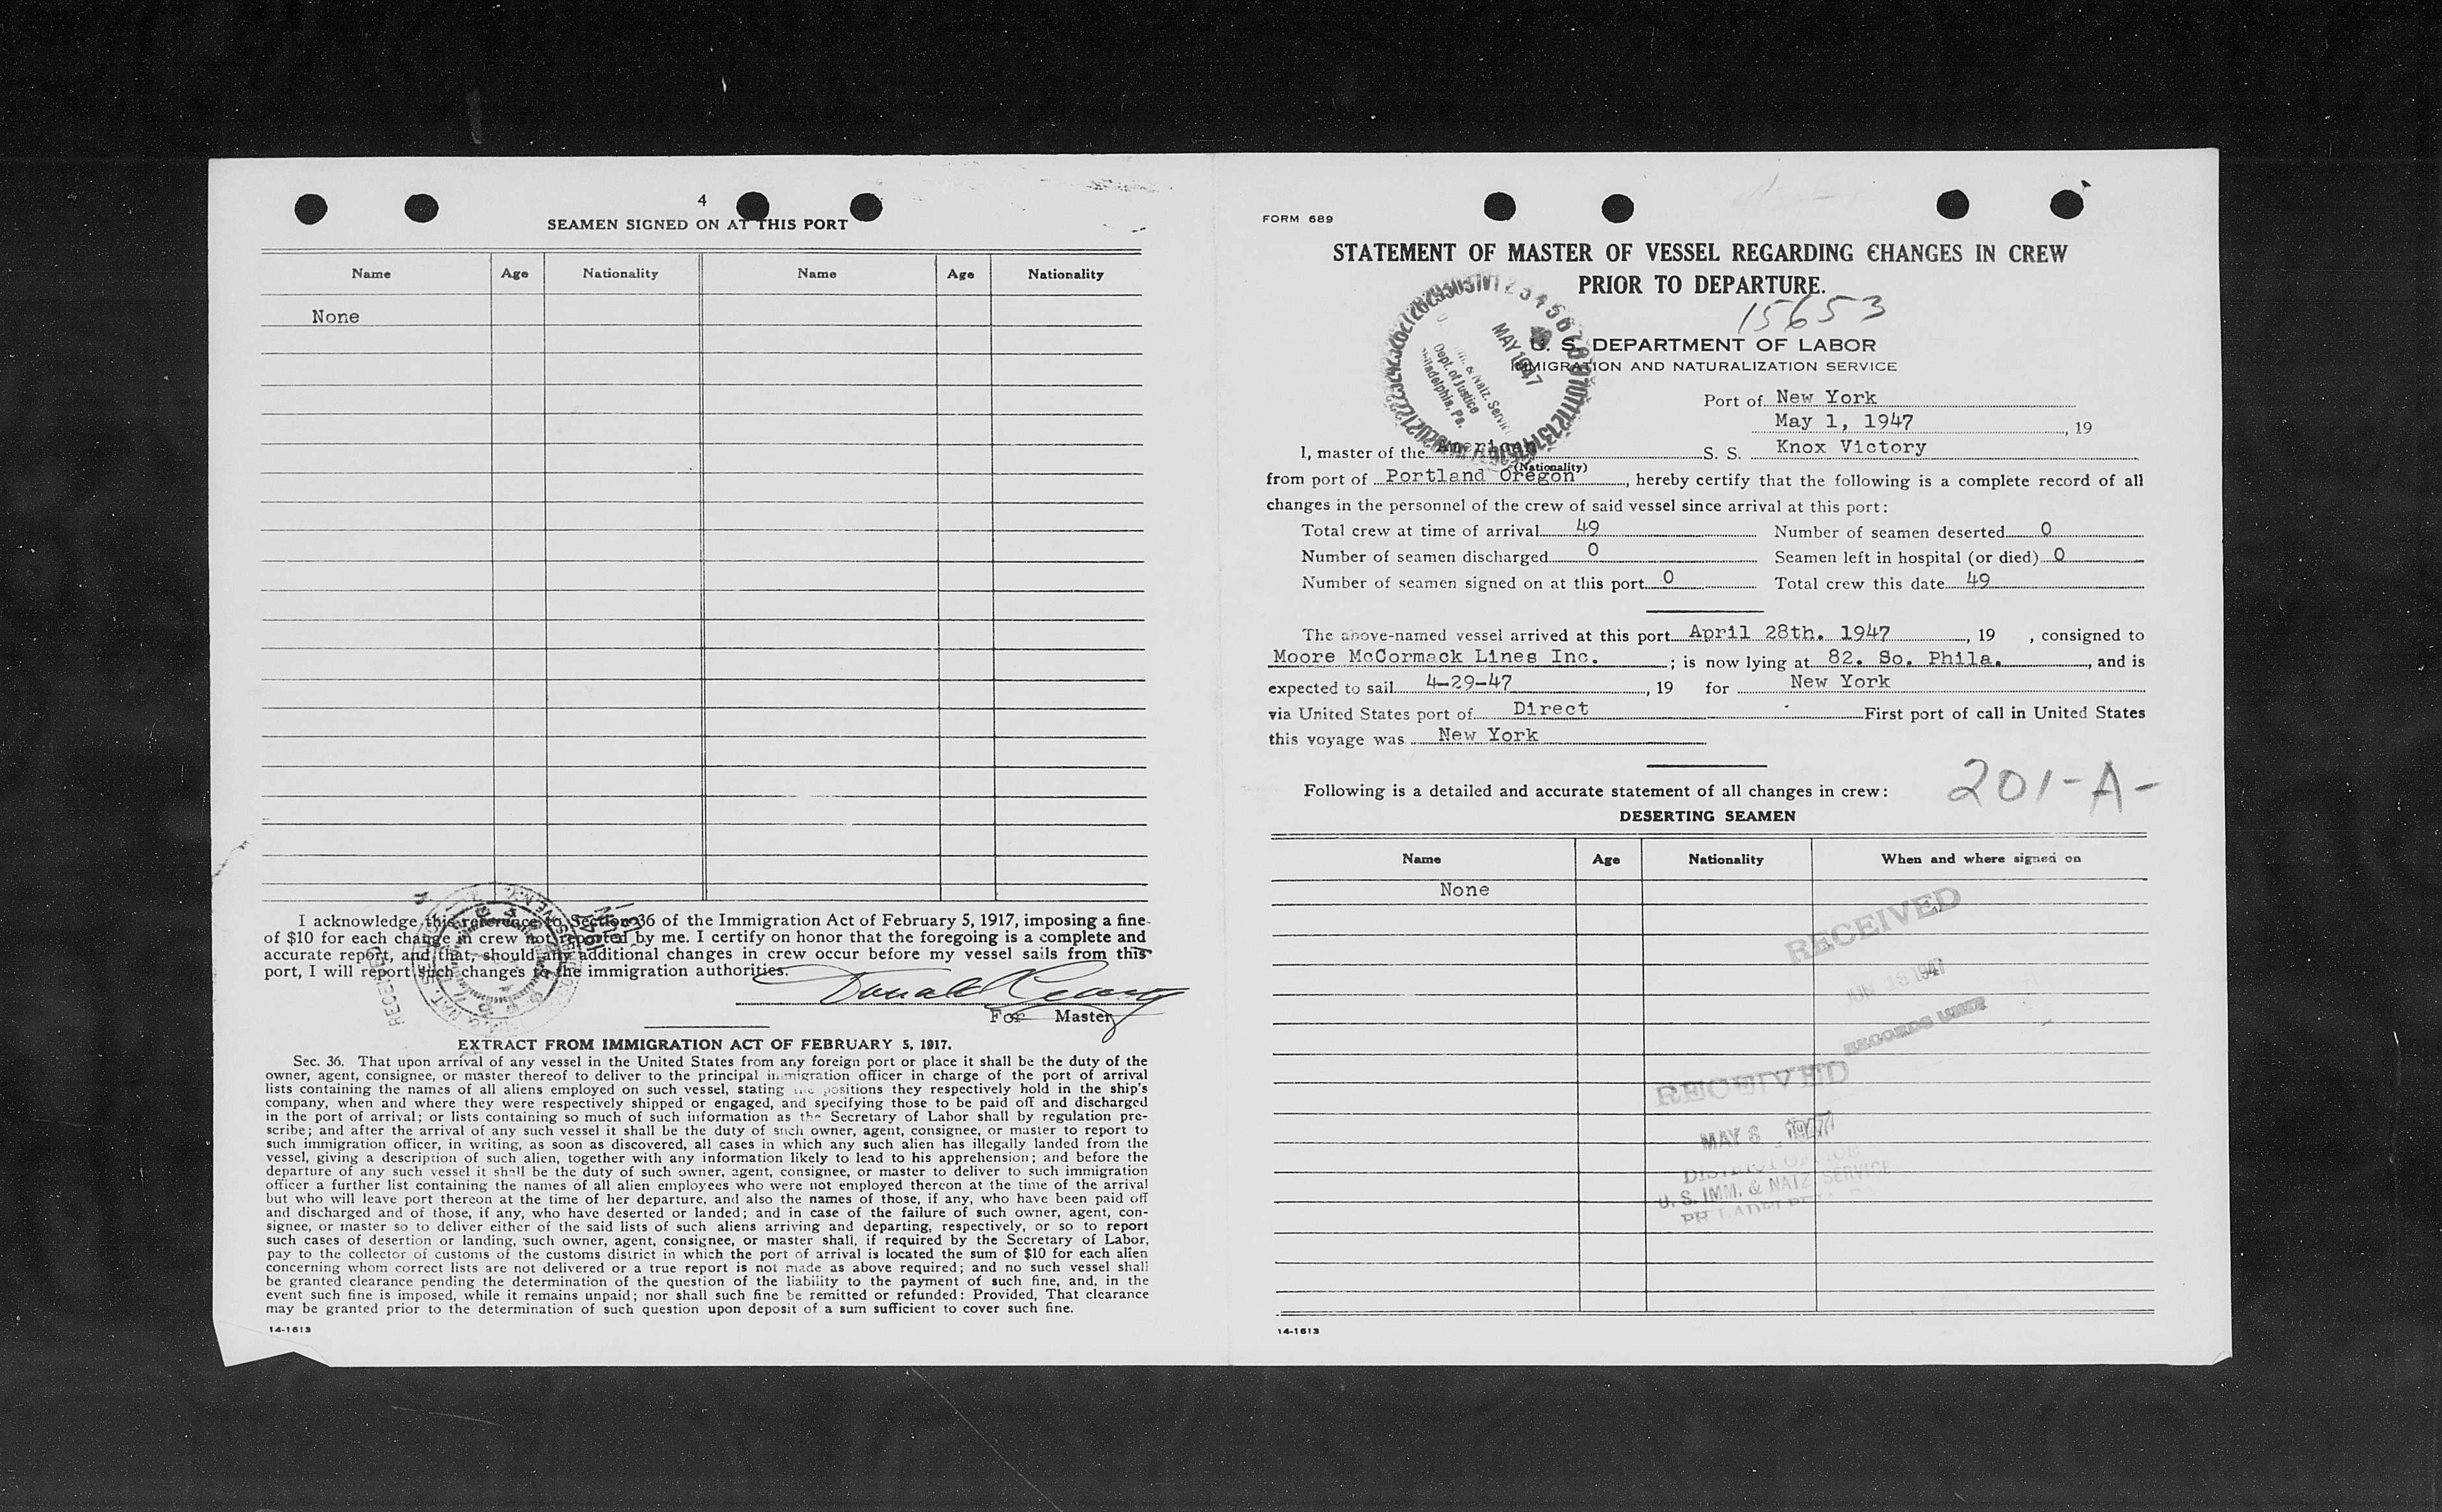 4
SEAMEN SIGNED ON AT THIS PORT
Name Age Nationality Name Age Nationality
None
I acknowledge this reference to Section 36 of the Immigration Act of February 5, 1917, imposing a fine
of $10 for each change in crew not reported by me. I certify on honor that the foregoing is a complete and
accurate report, and that, should any additional changes in crew occur before my vessel sails from this
port, I will report such changes to the immigration authorities.
RECEIVED
Donald
For Master
EXTRACT FROM IMMIGRATION ACT OF FEBRUARY 5, 1917.
Sec. 36. That upon arrival of any vessel in the United States from any foreign port or place it shall be the duty of the
owner, agent, consignee, or master thereof to deliver to the principal immigration officer in charge of the port of arrival
lists containing the names of all aliens employed on such vessel, stating the positions they respectively hold in the ship's
company, when and where they were respectively shipped or engaged, and specifying those to be paid off and discharged
in the port of arrival; or lists containing so much of such information as the Secretary of Labor shall by regulation pre-
scribe; and after the arrival of any such vessel it shall be the duty of such owner, agent, consignee, or master to report to
such immigration officer, in writing, as soon as discovered, all cases in which any such alien has illegally landed from the
vessel, giving a description of such alien, together with any information likely to lead to his apprehension; and before the
departure of any such vessel it shall be the duty of such owner, agent, consignee, or master to deliver to such immigration
officer a further list containing the names of all alien employees who were not employed thereon at the time of the arrival
but who will leave port thereon at the time of her departure, and also the names of those, if any, who have been paid off
and discharged and of those, if any, who have deserted or landed; and in case of the failure of such owner, agent, con-
signee, or master so to deliver either of the said lists of such aliens arriving and departing, respectively, or so to report
such cases of desertion or landing, such owner, agent, consignee, or master shall, if required by the Secretary of Labor,
pay to the collector of customs of the customs district in which the port of arrival is located the sum of $10 for each alien
concerning whom correct lists are not delivered or a true report is not made as above required; and no such vessel shall
be granted clearance pending the determination of the question of the liability to the payment of such fine, and, in the
event such fine is imposed, while it remains unpaid; nor shall such fine be remitted or refunded: Provided, That clearance
may be granted prior to the determination of such question upon deposit of a sum sufficient to cover such fine.
14-1613
FORM 689
STATEMENT OF MASTER OF VESSEL REGARDING CHANGES IN CREW
PRIOR TO DEPARTURE.
15653
U. S. DEPARTMENT OF LABOR
IMMIGRATION AND NATURALIZATION SERVICE
MAY 1947
& Natz. Service
Dept. of Justice
Philadelphia, Pa.
Port of New York
May 1, 1947, 19
I, master of the American S. S. Knox Victory
(Nationality)
from port of Portland Oregon, hereby certify that the following is a complete record of all
changes in the personnel of the crew of said vessel since arrival at this port:
Total crew at time of arrival 49 Number of seamen deserted 0
Number of seamen discharged 0 Seamen left in hospital (or died) 0
Number of seamen signed on at this port 0 Total crew this date 49
The above-named vessel arrived at this port April 28th. 1947, 19 , consigned to
Moore McCormack Lines Inc. ; is now lying at 82. So. Phila., and is
expected to sail 4-29-47, 19 for New York
via United States port of Direct First port of call in United States
this voyage was New York
201-A-
Following is a detailed and accurate statement of all changes in crew:
DESERTING SEAMEN
Name Age Nationality When and where signed on
None
RECEIVED
JUN 13 1947
RECORDS UNIT
RECEIVED
MAY 6 1947
DISTRICT OFFICE
U. S. IMM. & NATZ. SERVICE
PHILADELPHIA
14-1613